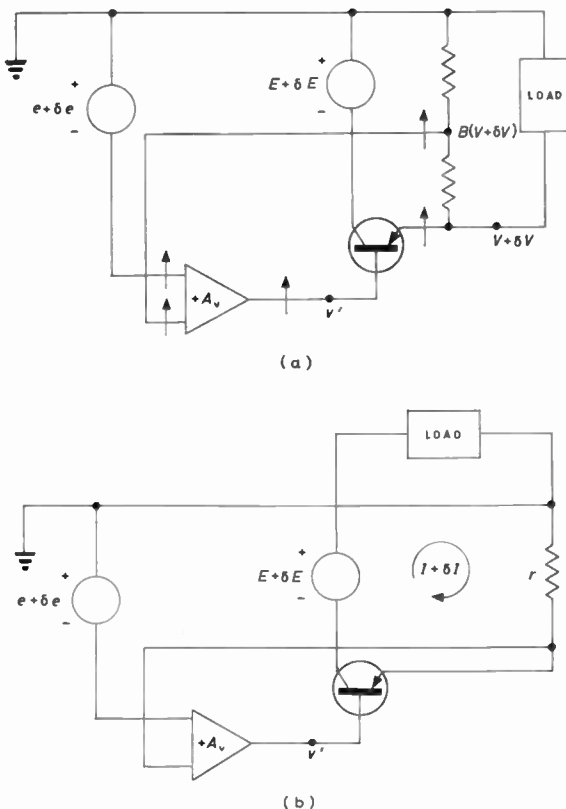 +
e+δe
-
+
E+δE
-
B(V+δV)
LOAD
V+δV
+Aᵥ
v'
(a)
LOAD
+
e+δe
-
+
E+δE
-
I+δI
r
+Aᵥ
v'
(b)